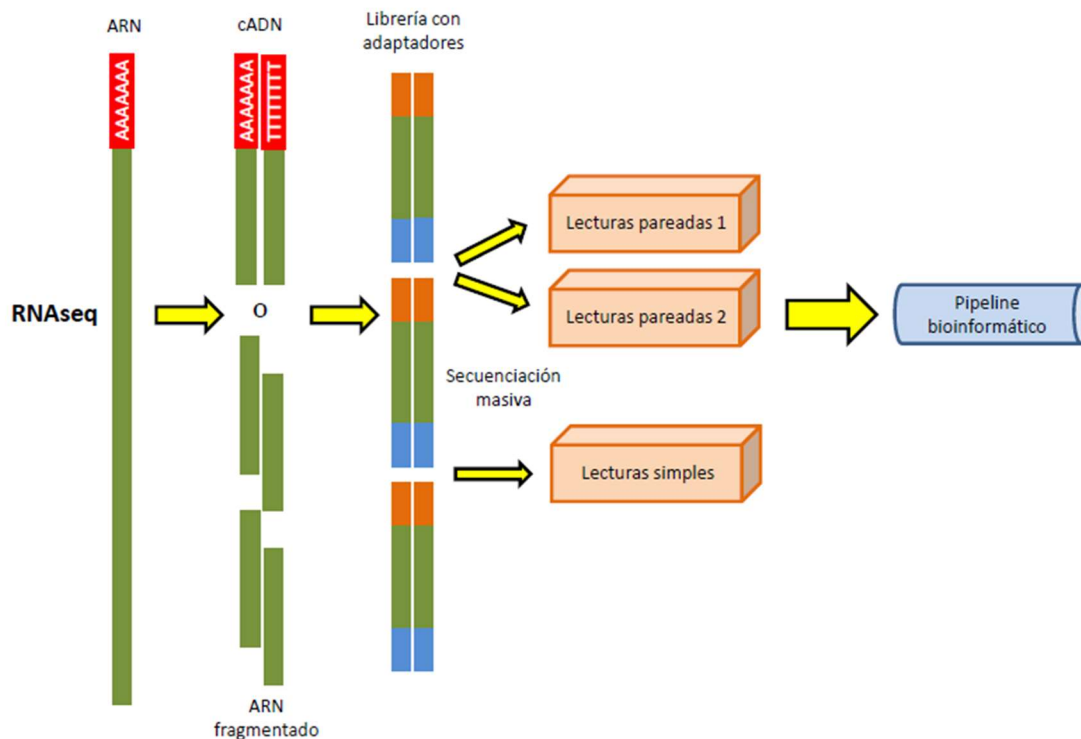 ARN
cADN
Librería con
adaptadores
AAAAAAA
AAAAAAAA
TTTTTTTT
RNAseq
o
Lecturas pareadas 1
Lecturas pareadas 2
Pipeline
bioinformático
Secuenciación
masiva
Lecturas simples
ARN
fragmentado